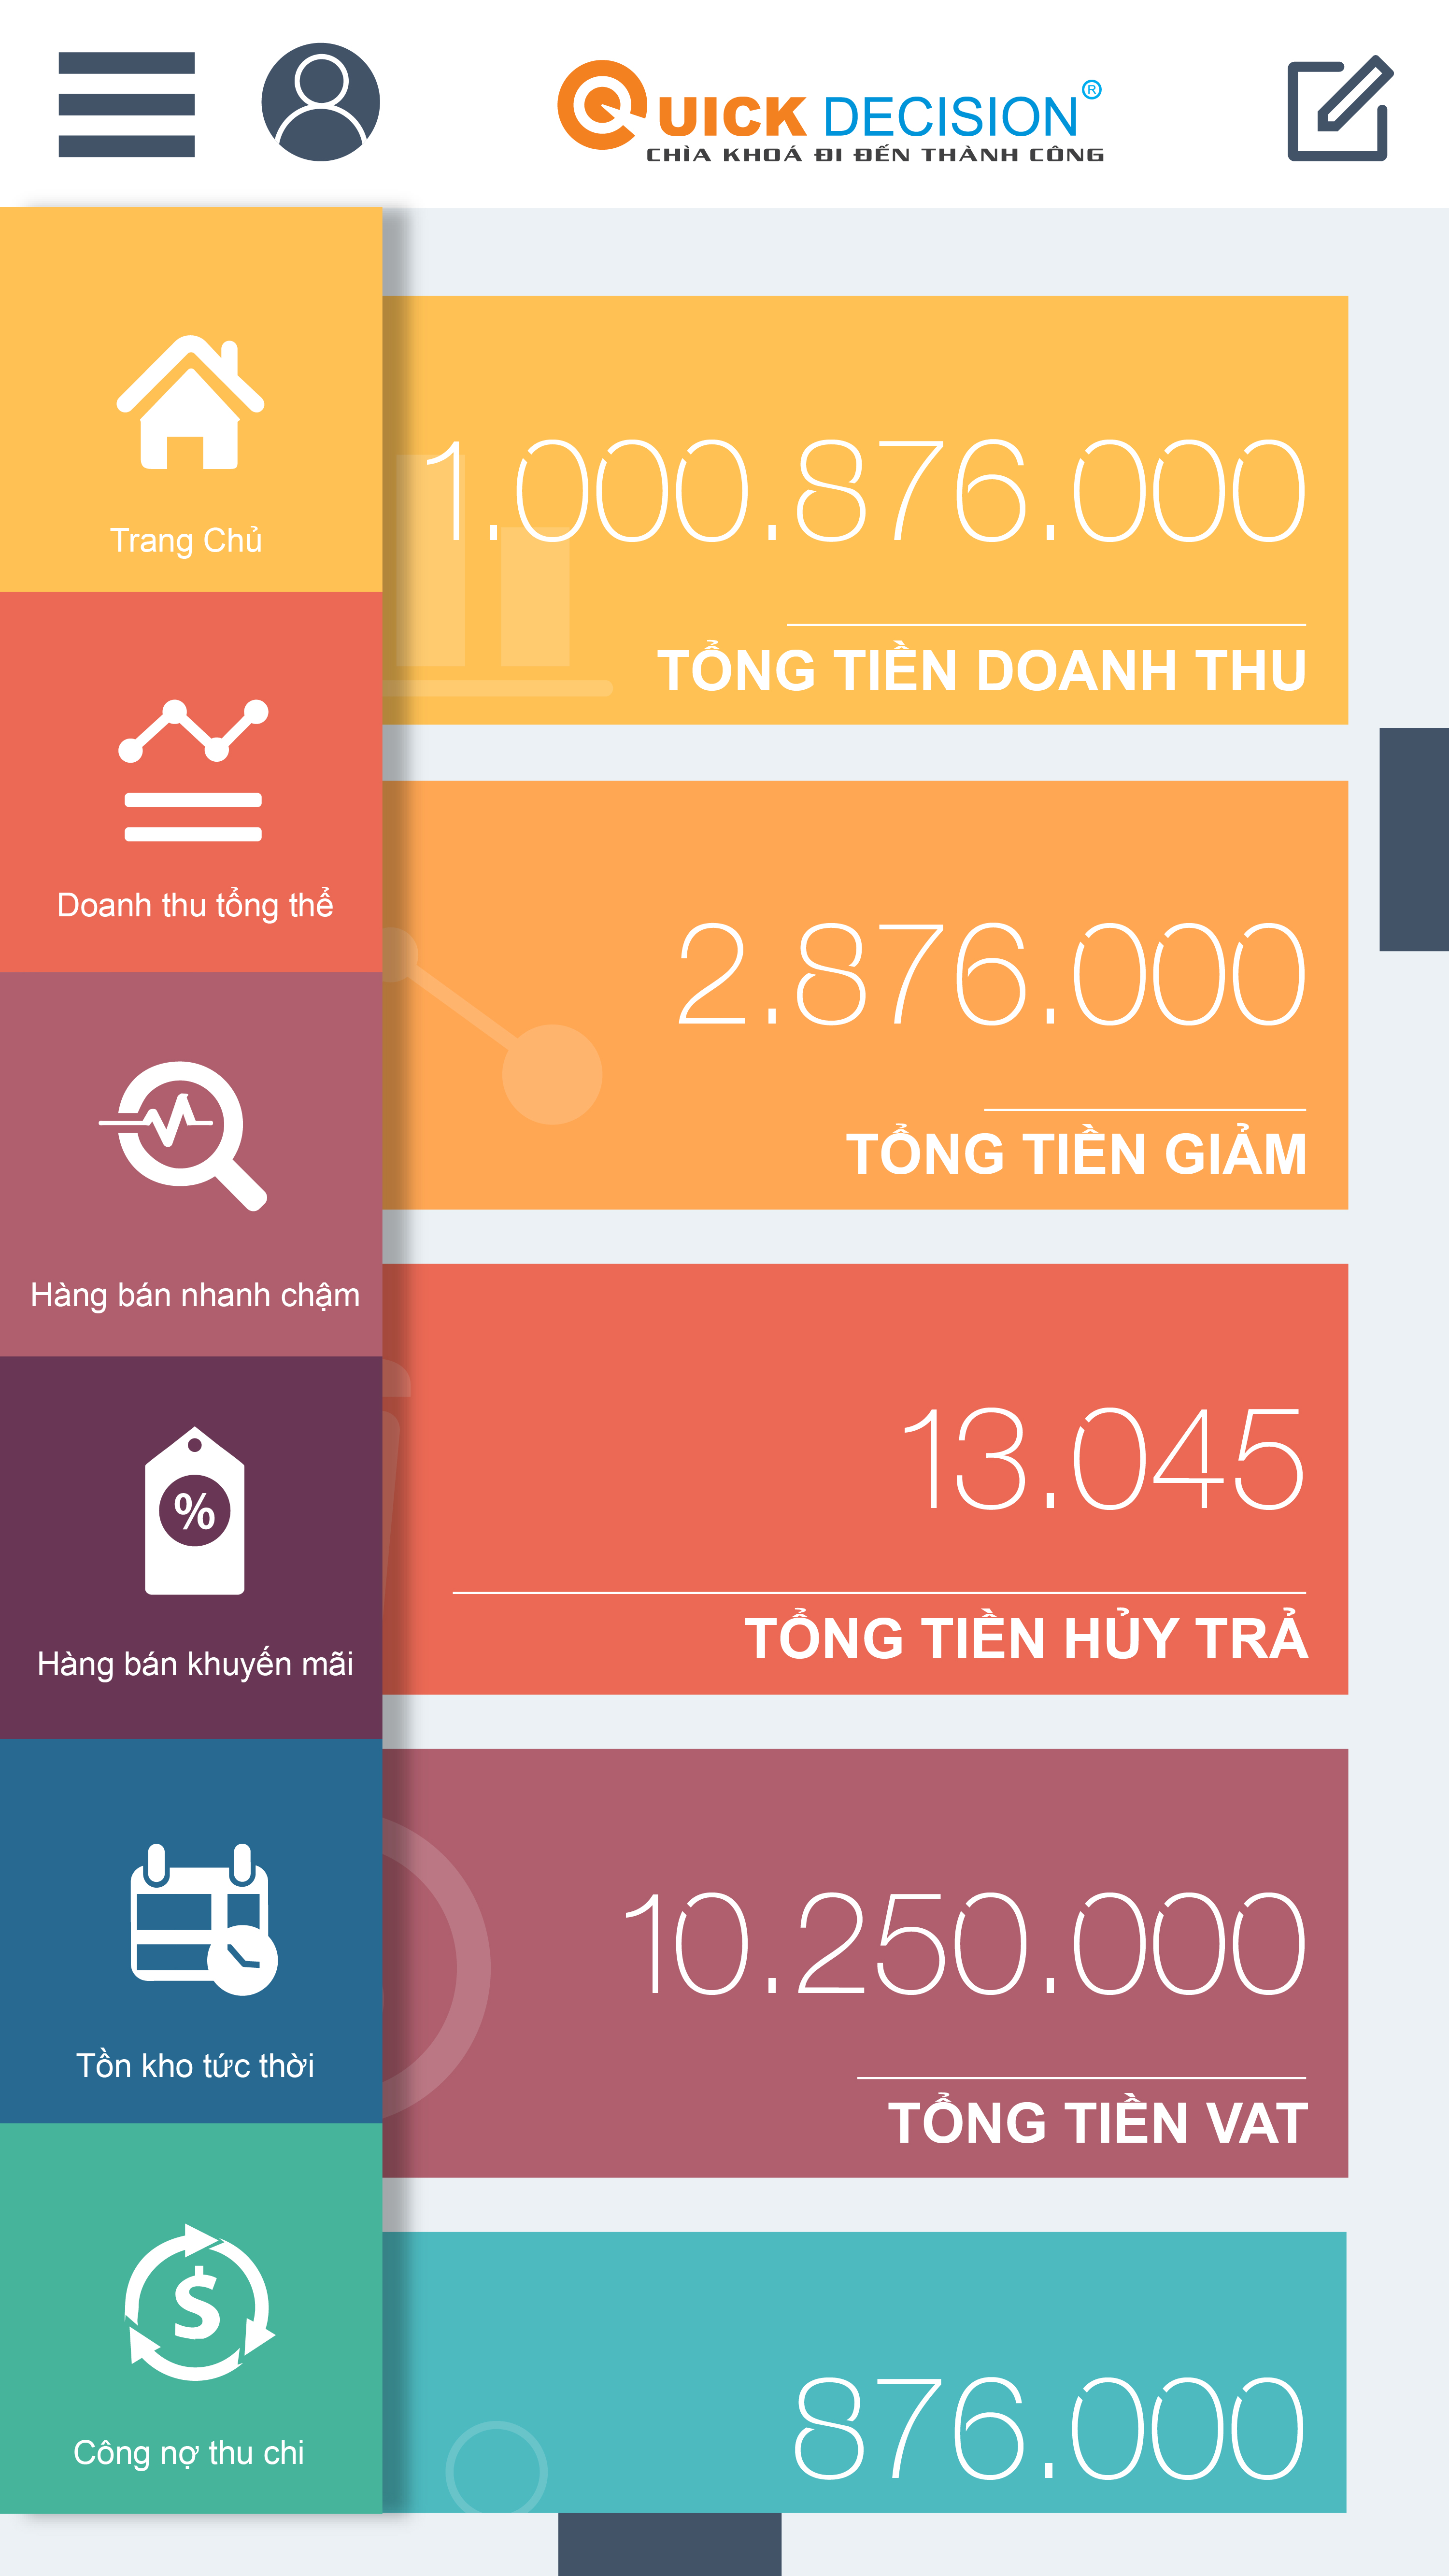 QUICK DECISION®
CHÌA KHOÁ ĐI ĐẾN THÀNH CÔNG
Trang Chủ
Doanh thu tổng thể
Hàng bán nhanh chậm
%
Hàng bán khuyến mãi
Tồn kho tức thời
$
Công nợ thu chi
1.000.876.000
TỔNG TIỀN DOANH THU
2.876.000
TỔNG TIỀN GIẢM
13.045
TỔNG TIỀN HỦY TRẢ
10.250.000
TỔNG TIỀN VAT
876.000